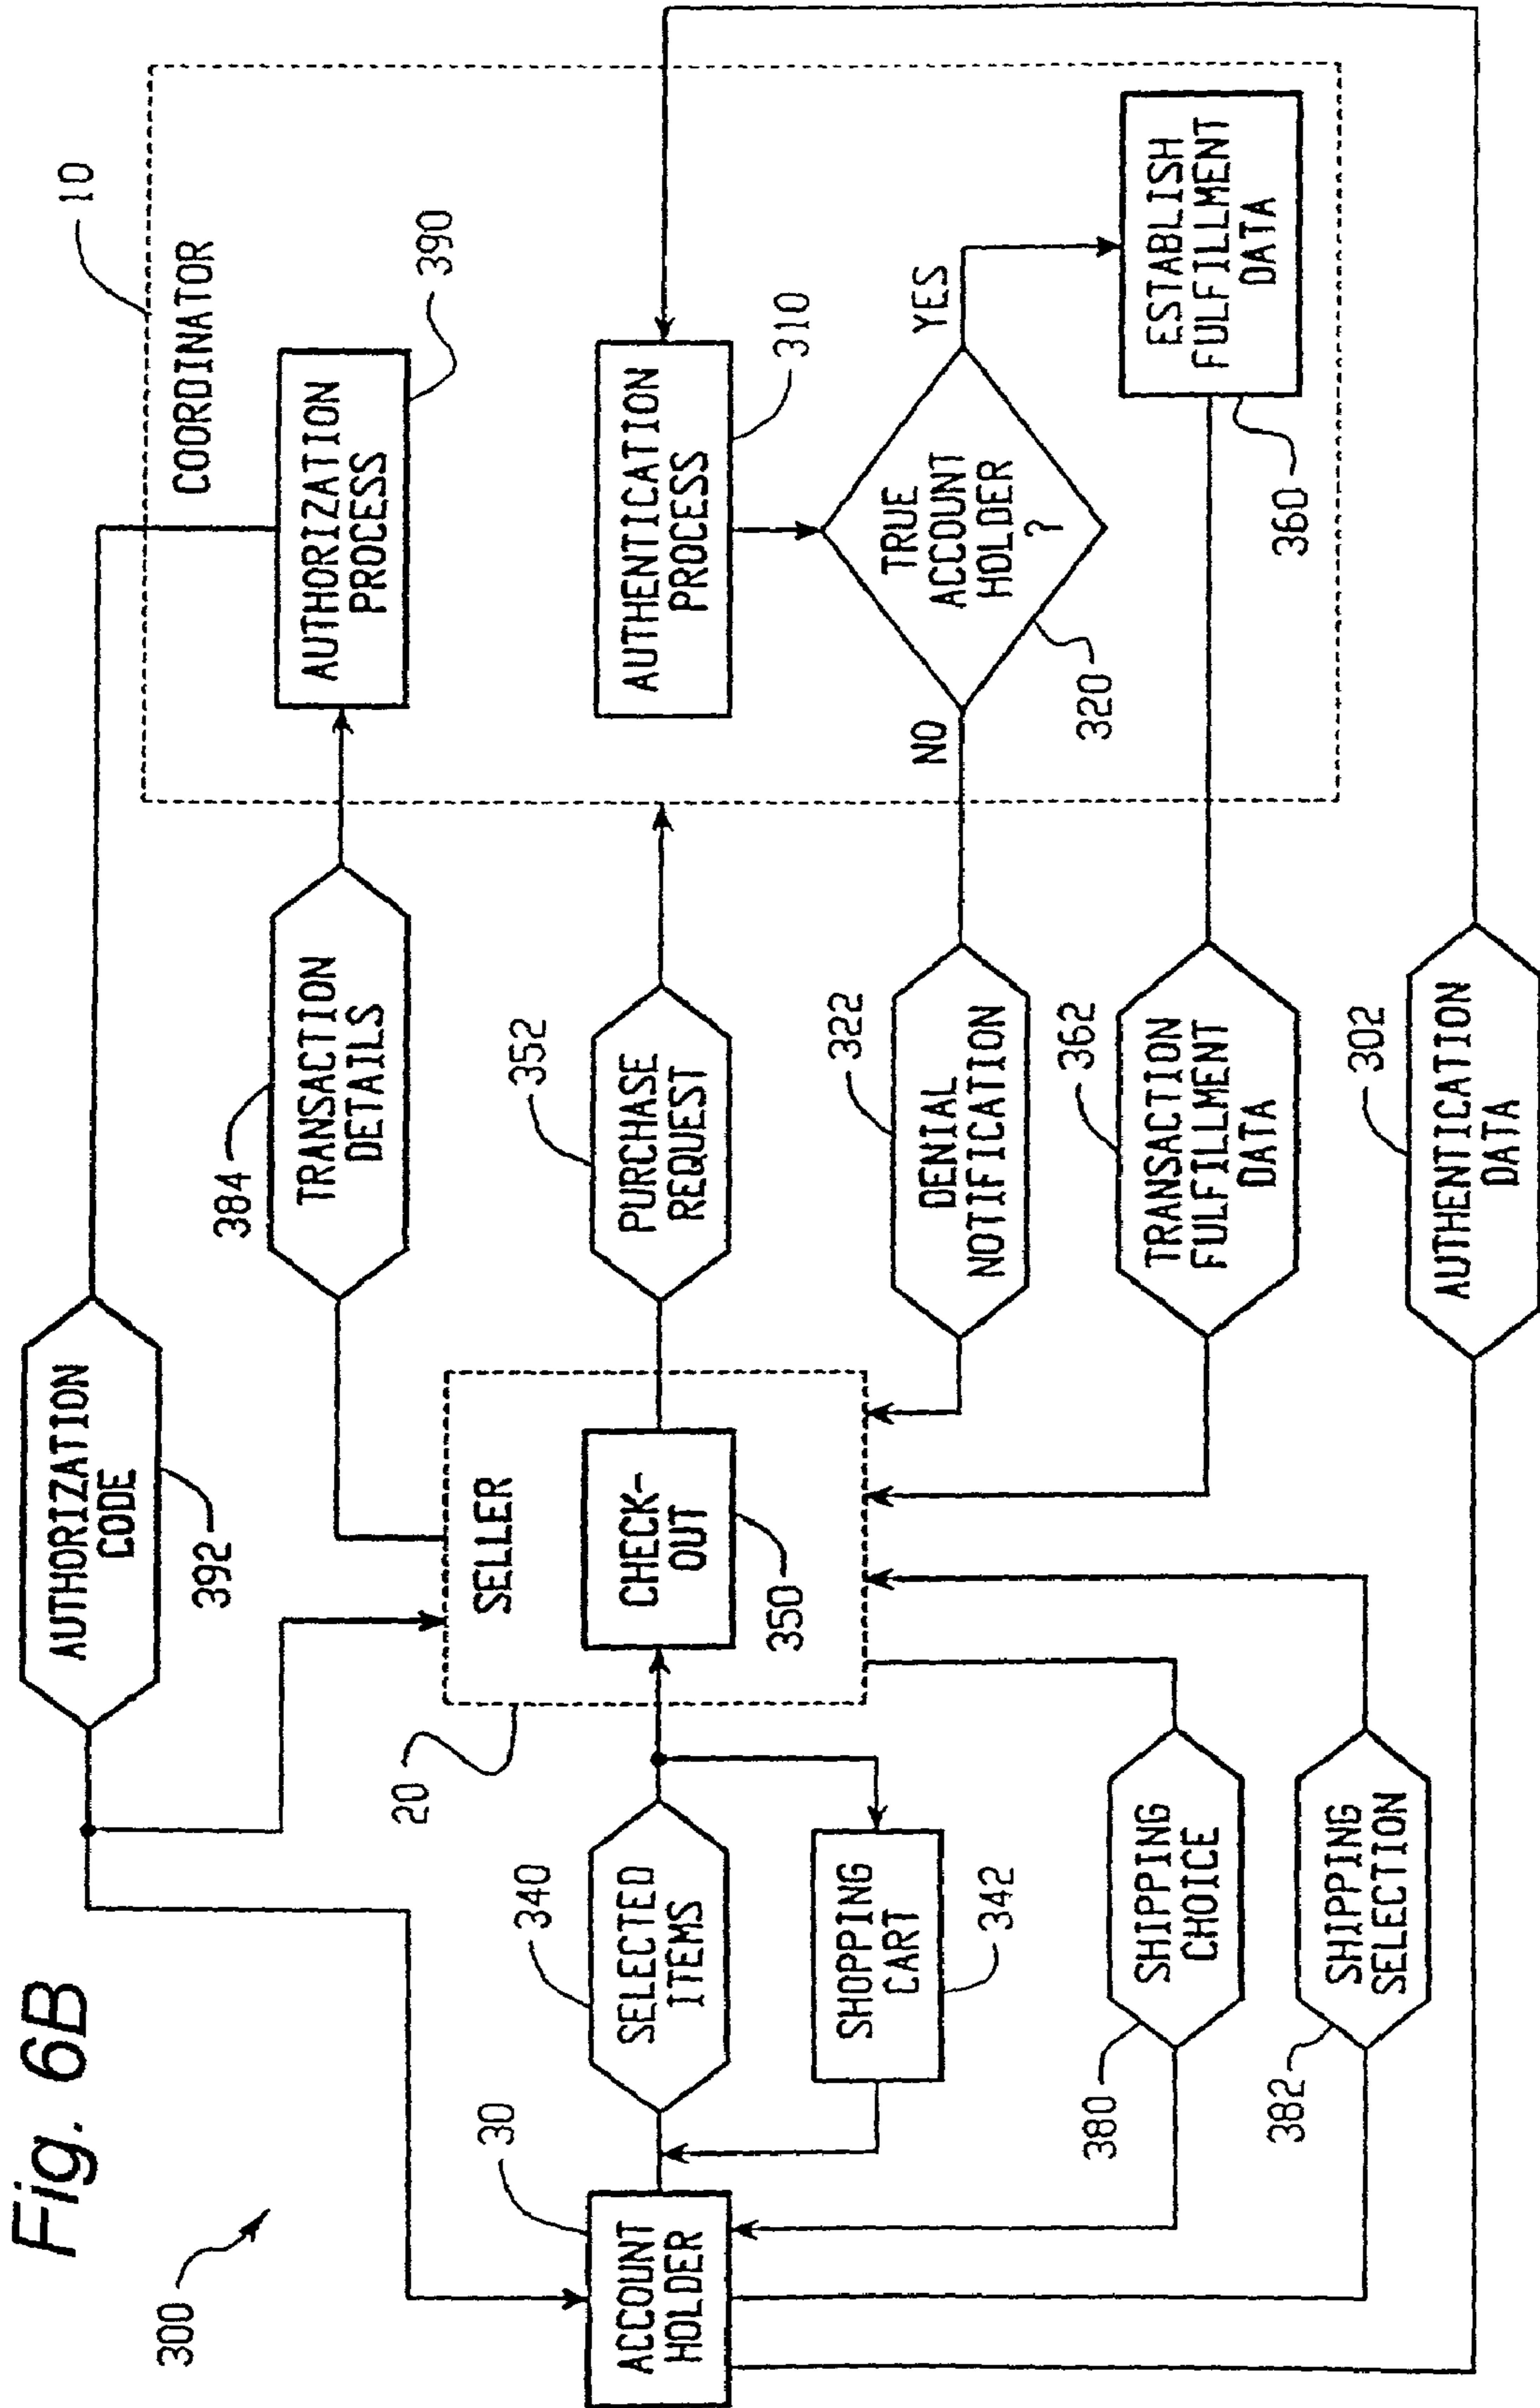 Fig. 6B
300
AUTHORIZATION
CODE
392
384
TRANSACTION
DETAILS
10
COORDINATOR
AUTHORIZATION
PROCESS
390
30
ACCOUNT
HOLDER
340
SELECTED
ITEMS
SHOPPING
CART
342
20
SELLER
CHECK-
OUT
350
352
PURCHASE
REQUEST
AUTHENTICATION
PROCESS
310
TRUE
ACCOUNT
HOLDER
?
320
NO
YES
322
DENIAL
NOTIFICATION
ESTABLISH
FULFILLMENT
DATA
360
362
TRANSACTION
FULFILLMENT
DATA
380
SHIPPING
CHOICE
382
SHIPPING
SELECTION
302
AUTHENTICATION
DATA